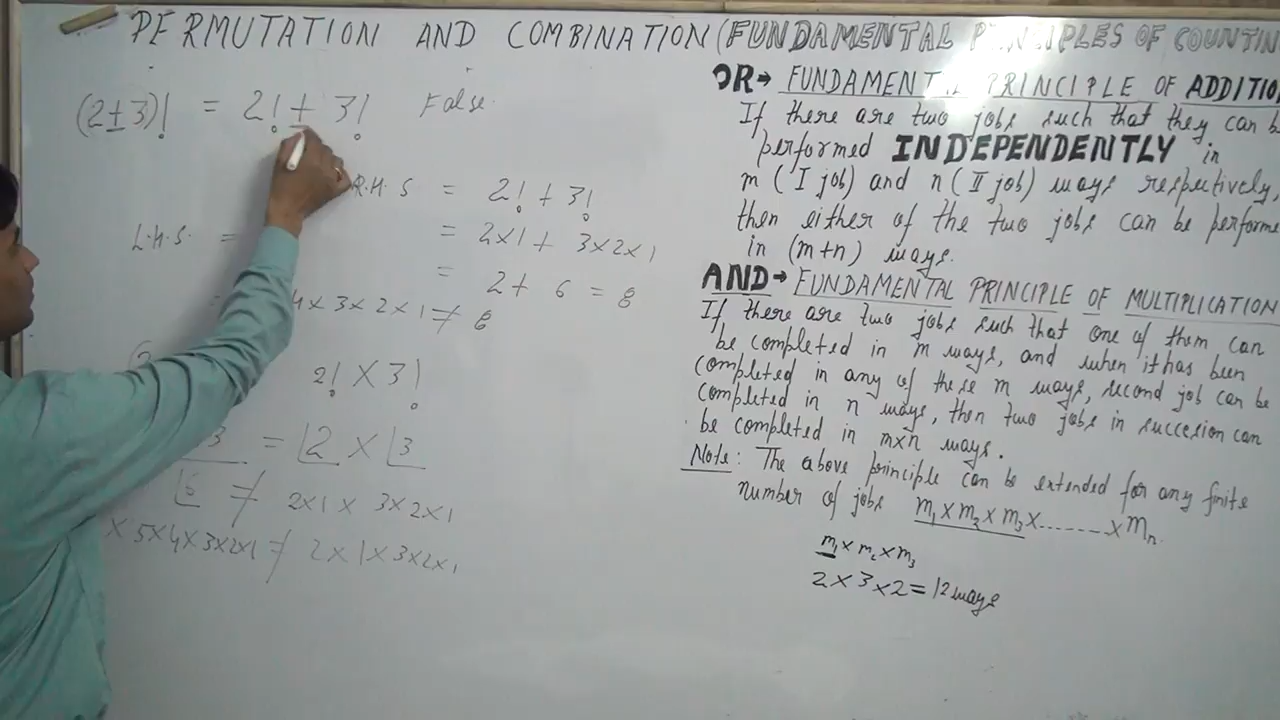 PERMUTATION AND COMBINATION (FUNDAMENTAL PRINCIPLES OF COUNTIN
(2±3)! = 2! ± 3! False
R.H.S = 2! + 3!
L.H.S. = = 2×1 + 3×2×1
= 2+ 6 = 8
4×3×2×1 ≠ 8
2! × 3!
3 = |2 × |3
|6 ≠ 2×1 × 3×2×1
×5×4×3×2×1 ≠ 2×1×3×2×1
OR→ FUNDAMENTAL PRINCIPLE OF ADDITIO
If there are two jobs such that they can be
performed INDEPENDENTLY in
m (I job) and n (II job) ways respectively,
then either of the two jobs can be performe
in (m+n) ways.
AND→ FUNDAMENTAL PRINCIPLE OF MULTIPLICATION
If there are two jobs such that one of them can
be completed in m ways, and when it has been
completed in any of these m ways, second job can be
completed in n ways, then two jobs in succesion can
be completed in m×n ways.
Note: The above principle can be extended for any finite
number of jobs m₁×m₂×m₃×........×mₙ.
m₁×m₂×m₃
2×3×2=12 ways